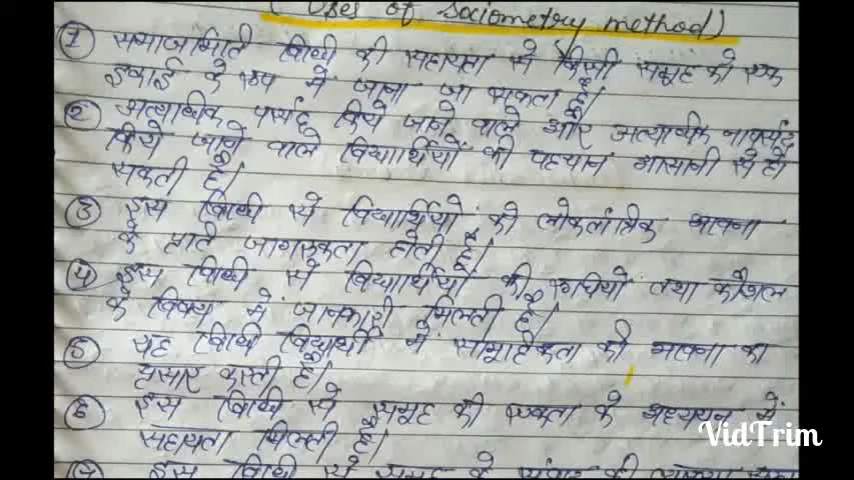 ( Uses of Sociometry method)
① समाजमिति विधी की सहायता से किसी समूह को एक
इकाई के रूप में जाना जा सकता है।
② अत्याधिक पसंद किये जाने वाले और अत्याधिक नापसंद
किये जाने वाले विद्यार्थियों की पहचान आसानी से हो
सकती है।
③ इस विधी से विद्यार्थियों को लोकतांत्रिक भावना
के प्रति जागरूकता होती है।
④ इस विधी से विद्यार्थियों की रूचियों तथा कौशल
के विषय में जानकारी मिलती है।
⑤ यह विधी विद्यार्थी में सामूहिकता की भावना का
प्रसार करती है।
⑥ इस विधी से समूह की एकता के अध्ययन में
सहायता मिलती है।
इस विधी से समूह के की
VidTrim